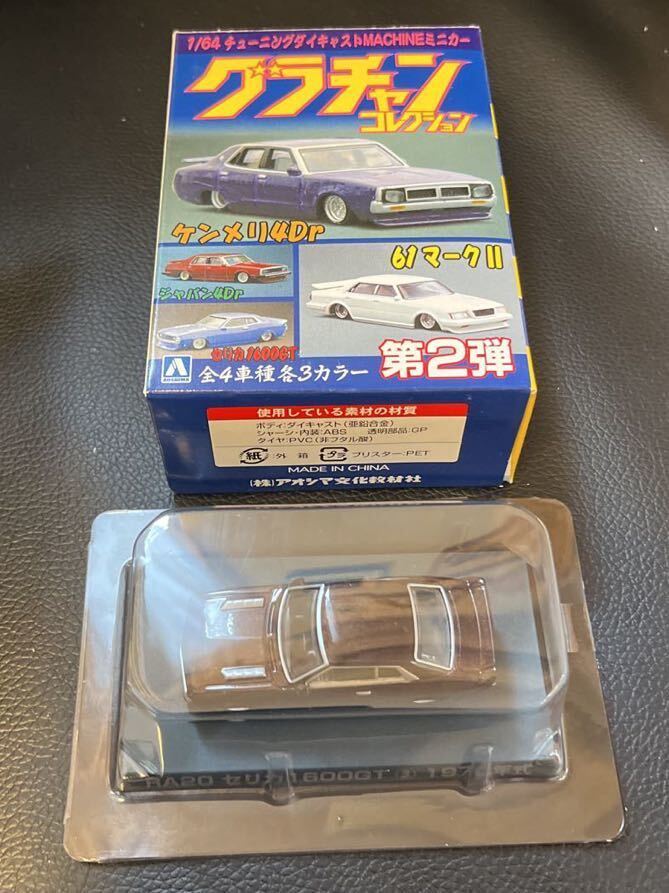 1/64 チューニングダイキャストMACHINEミニカー
グラチャン
コレクション
ケンメリ4Dr
61マークII
ジャパン4Dr
セリカ1600GT
AOSHIMA
全4車種各3カラー
第2弾
使用している素材の材質
ボディ:ダイキャスト(亜鉛合金)
シャーシ・内装:ABS 透明部品:GP
タイヤ:PVC(非フタル酸)
紙:外箱 プラ:ブリスター:PET
MADE IN CHINA
(株)アオシマ文化教材社
RA20 セリカ1600GT